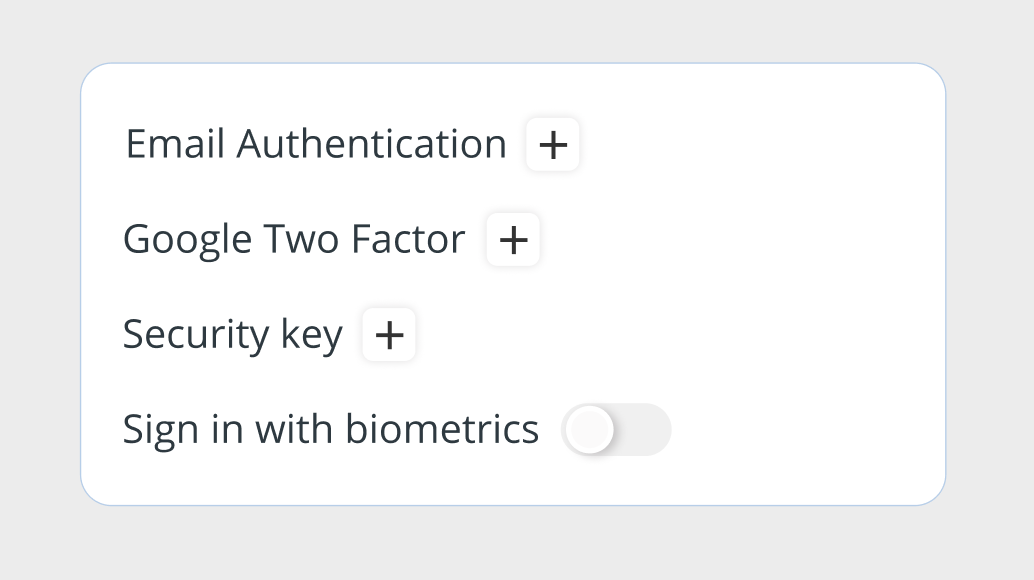 Email Authentication +
Google Two Factor +
Security key +
Sign in with biometrics